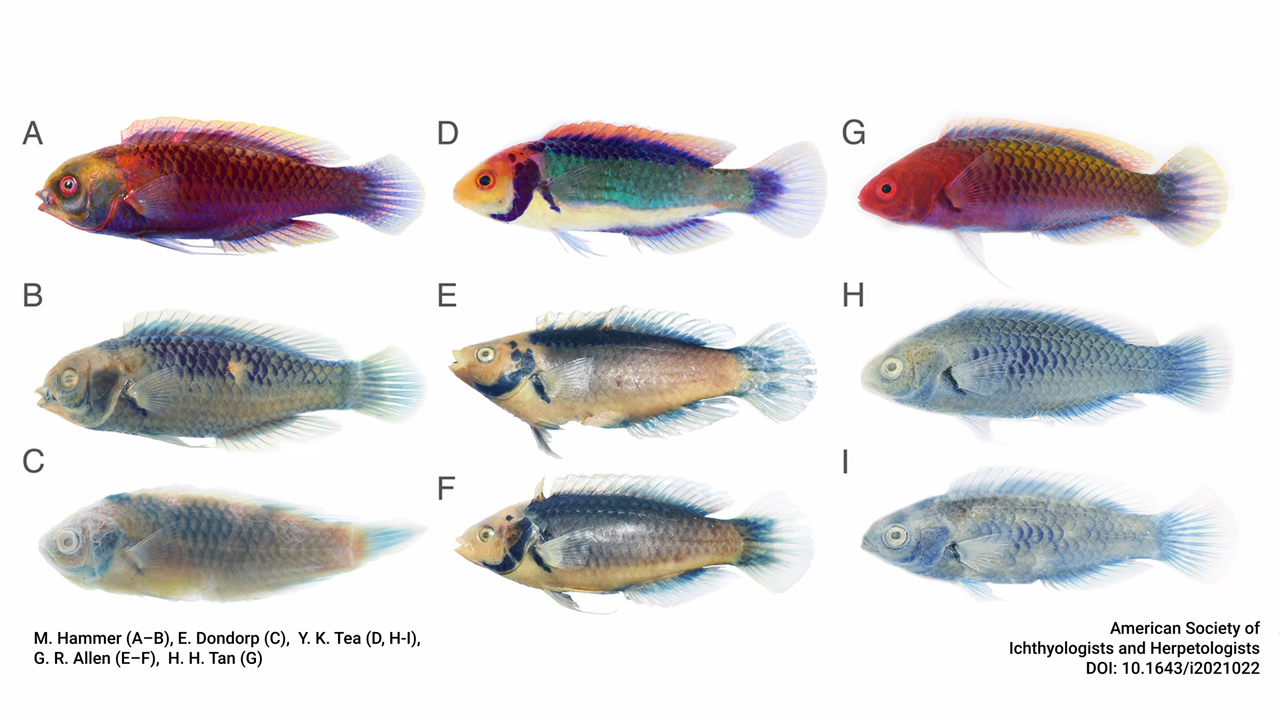 A
D
G
B
E
H
C
F
I
M. Hammer (A–B), E. Dondorp (C), Y. K. Tea (D, H-I),
G. R. Allen (E–F), H. H. Tan (G)
American Society of
Ichthyologists and Herpetologists
DOI: 10.1643/i2021022